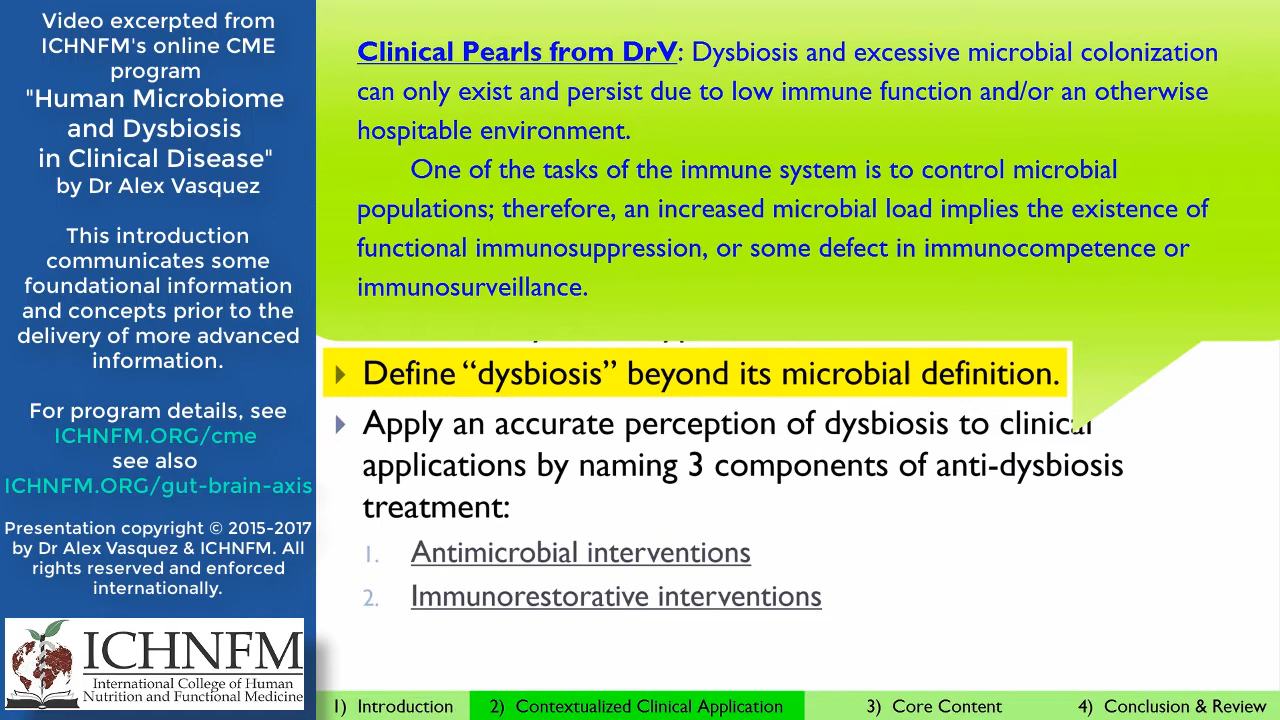 Video excerpted from
ICHNFM's online CME
program
"Human Microbiome
and Dysbiosis
in Clinical Disease"
by Dr Alex Vasquez
This introduction
communicates some
foundational information
and concepts prior to the
delivery of more advanced
information.
For program details, see
ICHNFM.ORG/cme
see also
ICHNFM.ORG/gut-brain-axis
Presentation copyright © 2015-2017
by Dr Alex Vasquez & ICHNFM. All
rights reserved and enforced
internationally.
ICHNFM
International College of Human
Nutrition and Functional Medicine
Clinical Pearls from DrV: Dysbiosis and excessive microbial colonization
can only exist and persist due to low immune function and/or an otherwise
hospitable environment.
One of the tasks of the immune system is to control microbial
populations; therefore, an increased microbial load implies the existence of
functional immunosuppression, or some defect in immunocompetence or
immunosurveillance.
Define “dysbiosis” beyond its microbial definition.
Apply an accurate perception of dysbiosis to clinical
applications by naming 3 components of anti-dysbiosis
treatment:
1. Antimicrobial interventions
2. Immunorestorative interventions
1) Introduction 2) Contextualized Clinical Application 3) Core Content 4) Conclusion & Review